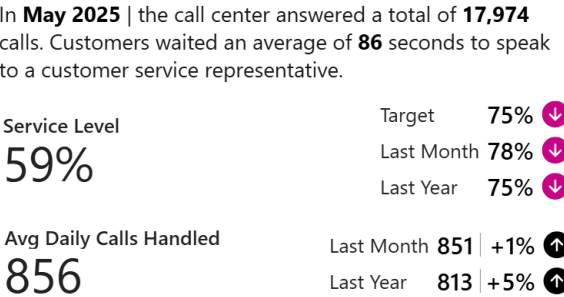 In May 2025 | the call center answered a total of 17,974
calls. Customers waited an average of 86 seconds to speak
to a customer service representative.
Service Level
59%
Target 75%
Last Month 78%
Last Year 75%
Avg Daily Calls Handled
856
Last Month 851 | +1%
Last Year 813 | +5%